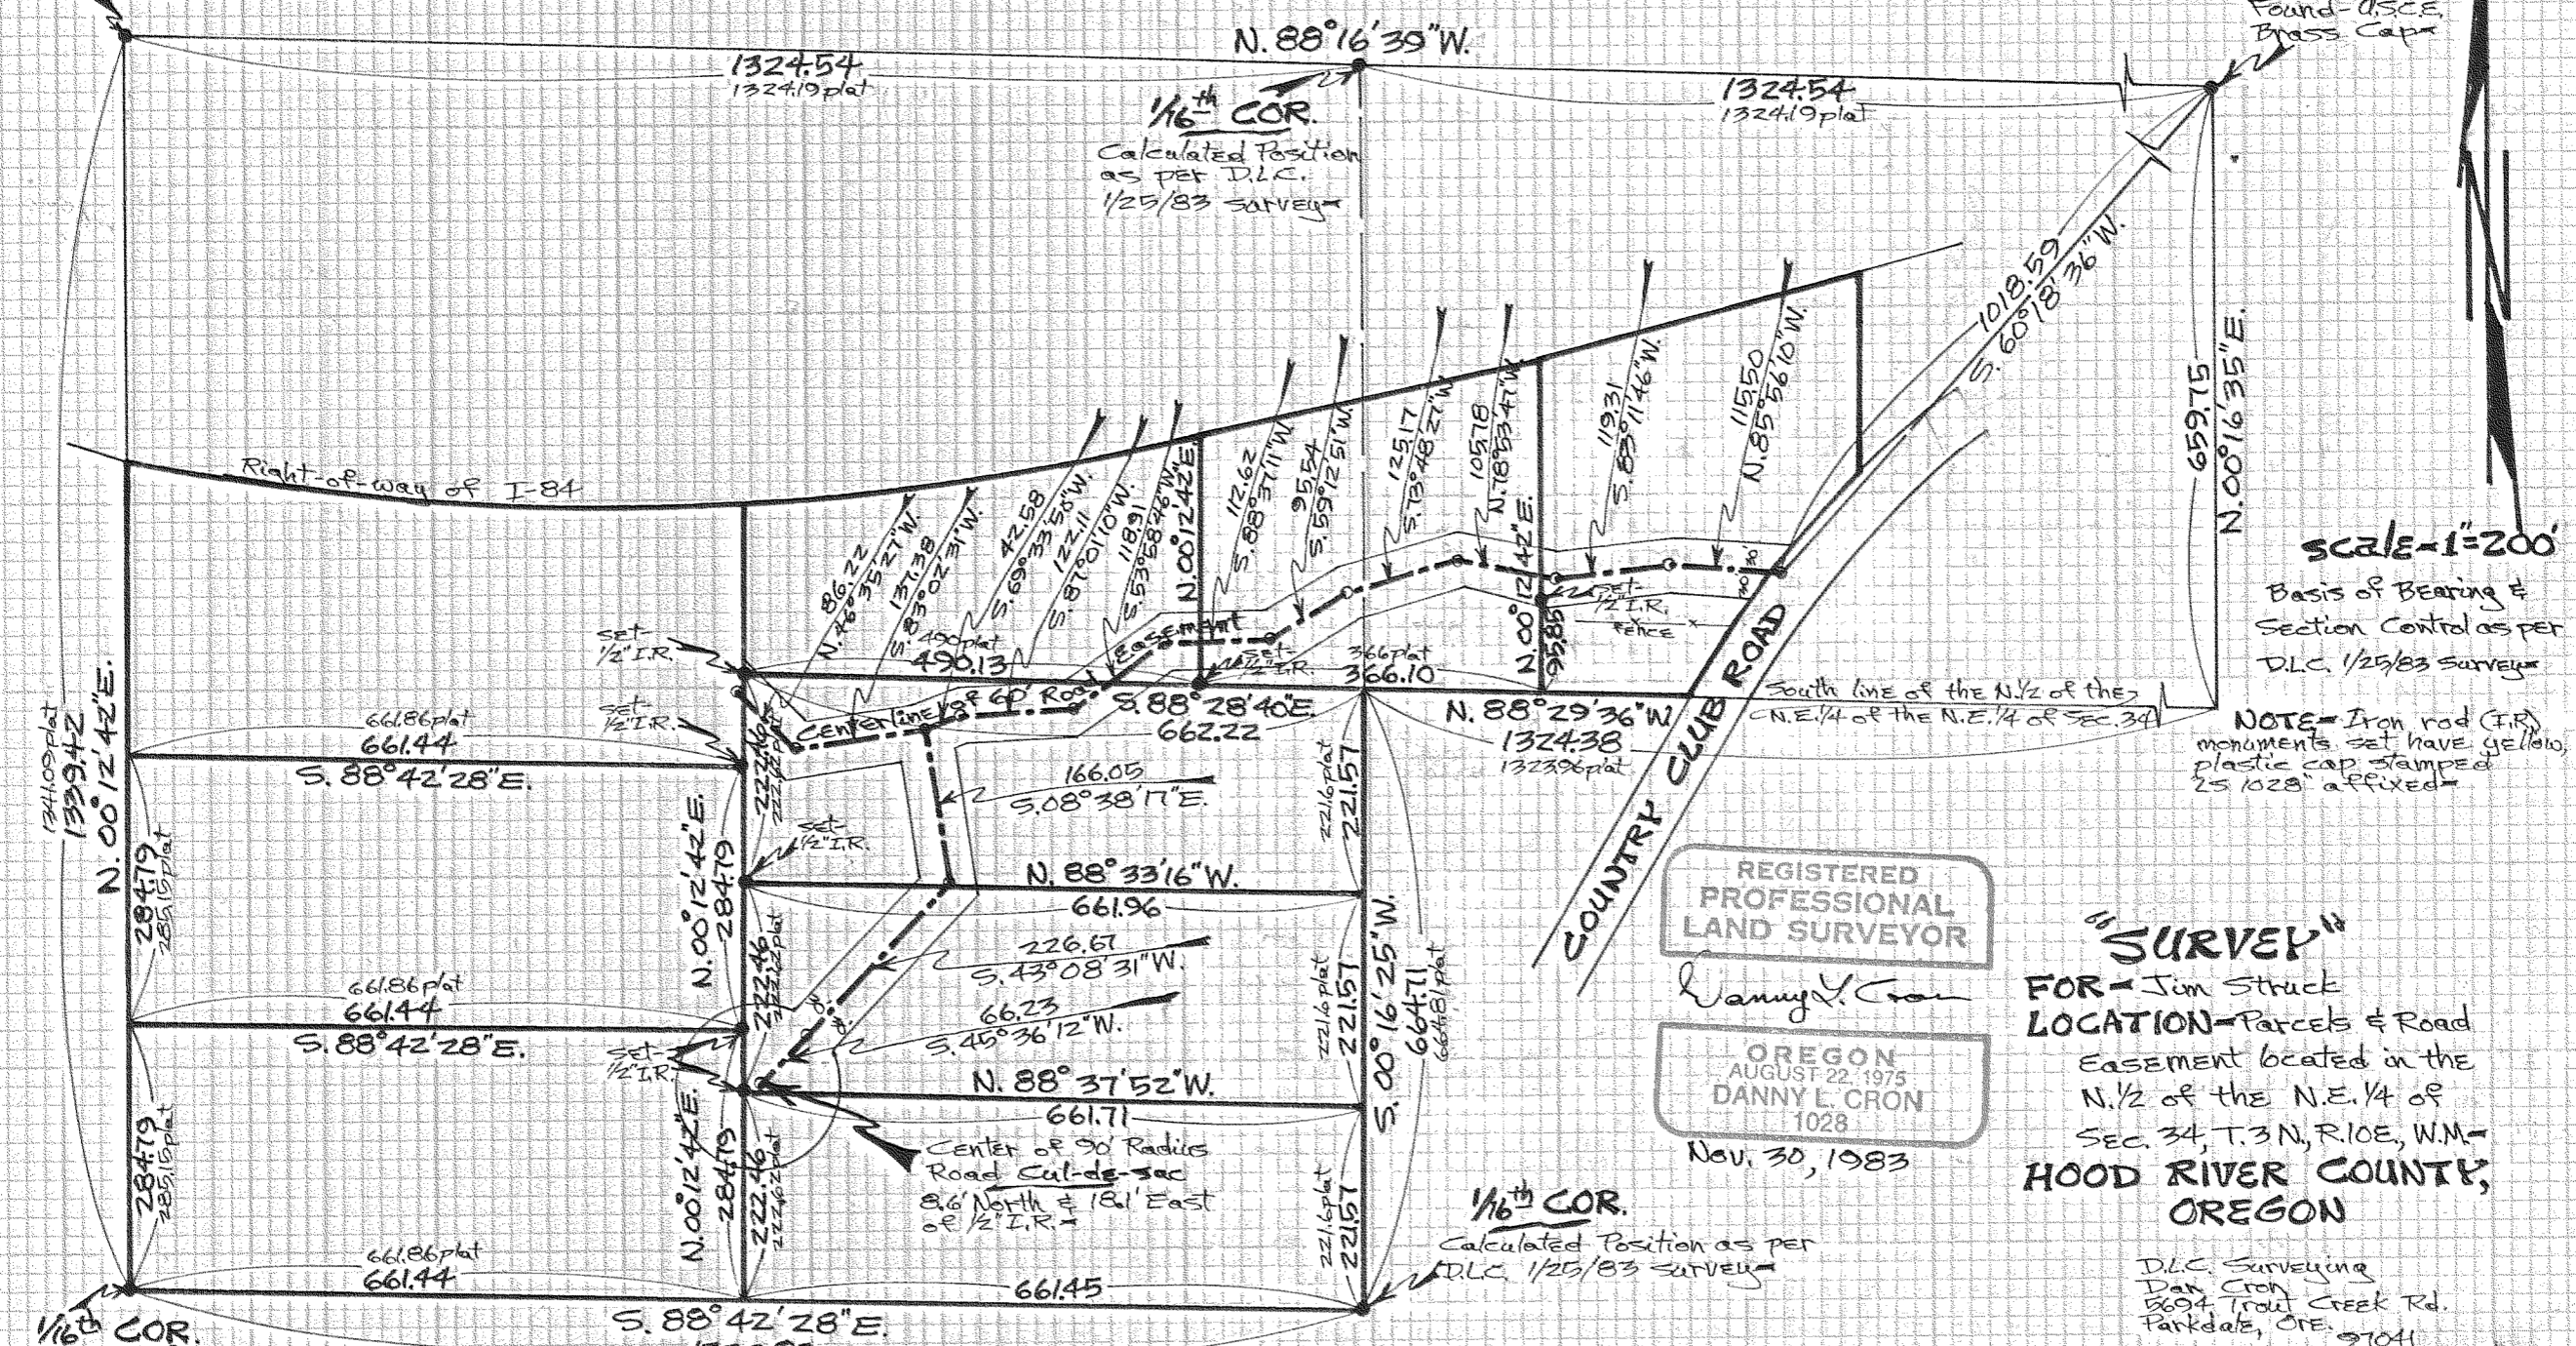 Found-U.S.C.E.
Brass Cap-
N. 88°16'39"W.
1324.54
1324.19 plat
1324.54
1324.19 plat
1/16th COR.
Calculated Position
as per D.L.C.
1/25/83 survey-
1018.59
S. 60°18'36"W.
659.75
N. 00°16'35"E.
N
scale-1"=200'
Basis of Bearing &
Section Control as per
D.L.C. 1/25/83 Survey-
Right-of-way of I-84
86.22
N. 46°35'27"W.
137.38
S. 83°02'31"W.
42.58
S. 69°33'56"W.
122.11
S. 87°01'10"W.
118.91
S. 53°58'246"W.
N. 00°12'42"E.
112.62
S. 88°37'11"W.
95.54
S. 59°12'51"W.
125.17
S. 73°48'27"W.
105.78
N. 78°53'47"W.
119.31
S. 83°11'46"W.
115.50
N. 85°56'10"W.
30' 30'
N. 00°12'42"E.
95.85
set-
1/2" I.R.
FENCE
set-
1/2" I.R.
490 plat
490.13
Centerline of 60' Road Easement
set-
1/2" I.R.
366 plat
366.10
S. 88°28'40"E.
662.22
N. 88°29'36"W.
1324.38
1323.96 plat
South line of the N.1/2 of the
N.E.1/4 of the N.E.1/4 of Sec. 34
NOTE- Iron rod (I.R.)
monuments set have yellow,
plastic cap stamped
"LS 1028" affixed-
COUNTRY CLUB ROAD
1341.09 plat
1339.42
N. 00°12'42"E.
661.86 plat
661.44
S. 88°42'28"E.
set-
1/2" I.R.
222.46
222.62 plat
166.05
S. 08°38'17"E.
221.6 plat
221.57
284.79
285.15 plat
N. 00°12'42"E.
284.79
set-
1/2" I.R.
N. 88°33'16"W.
661.96
226.67
S. 43°08'31"W.
66.23
S. 45°36'12"W.
222.46
221.6 plat
221.57
S. 00°16'25"W.
664.71
664.81 plat
661.86 plat
661.44
S. 88°42'28"E.
set-
1/2" I.R.
N. 88°37'52"W.
661.71
Center of 90' Radius
Road Cul-de-sac
8.6' North & 18.1' East
of 1/2" I.R.-
284.79
285.15 plat
N. 00°12'42"E.
284.79
222.46
222.62 plat
221.6 plat
221.57
661.86 plat
661.44
661.45
S. 88°42'28"E.
1/16th COR.
1/16th COR.
Calculated Position as per
D.L.C. 1/25/83 survey-
REGISTERED
PROFESSIONAL
LAND SURVEYOR
Danny L. Cron
OREGON
AUGUST 22, 1975
DANNY L. CRON
1028
Nov. 30, 1983
"SURVEY"
FOR- Jim Struck
LOCATION- Parcels & Road
Easement located in the
N.1/2 of the N.E.1/4 of
Sec. 34, T.3 N., R.10E., W.M.-
HOOD RIVER COUNTY,
OREGON
D.L.C. Surveying
Dan Cron
5694 Trout Creek Rd.
Parkdale, Ore.
97041